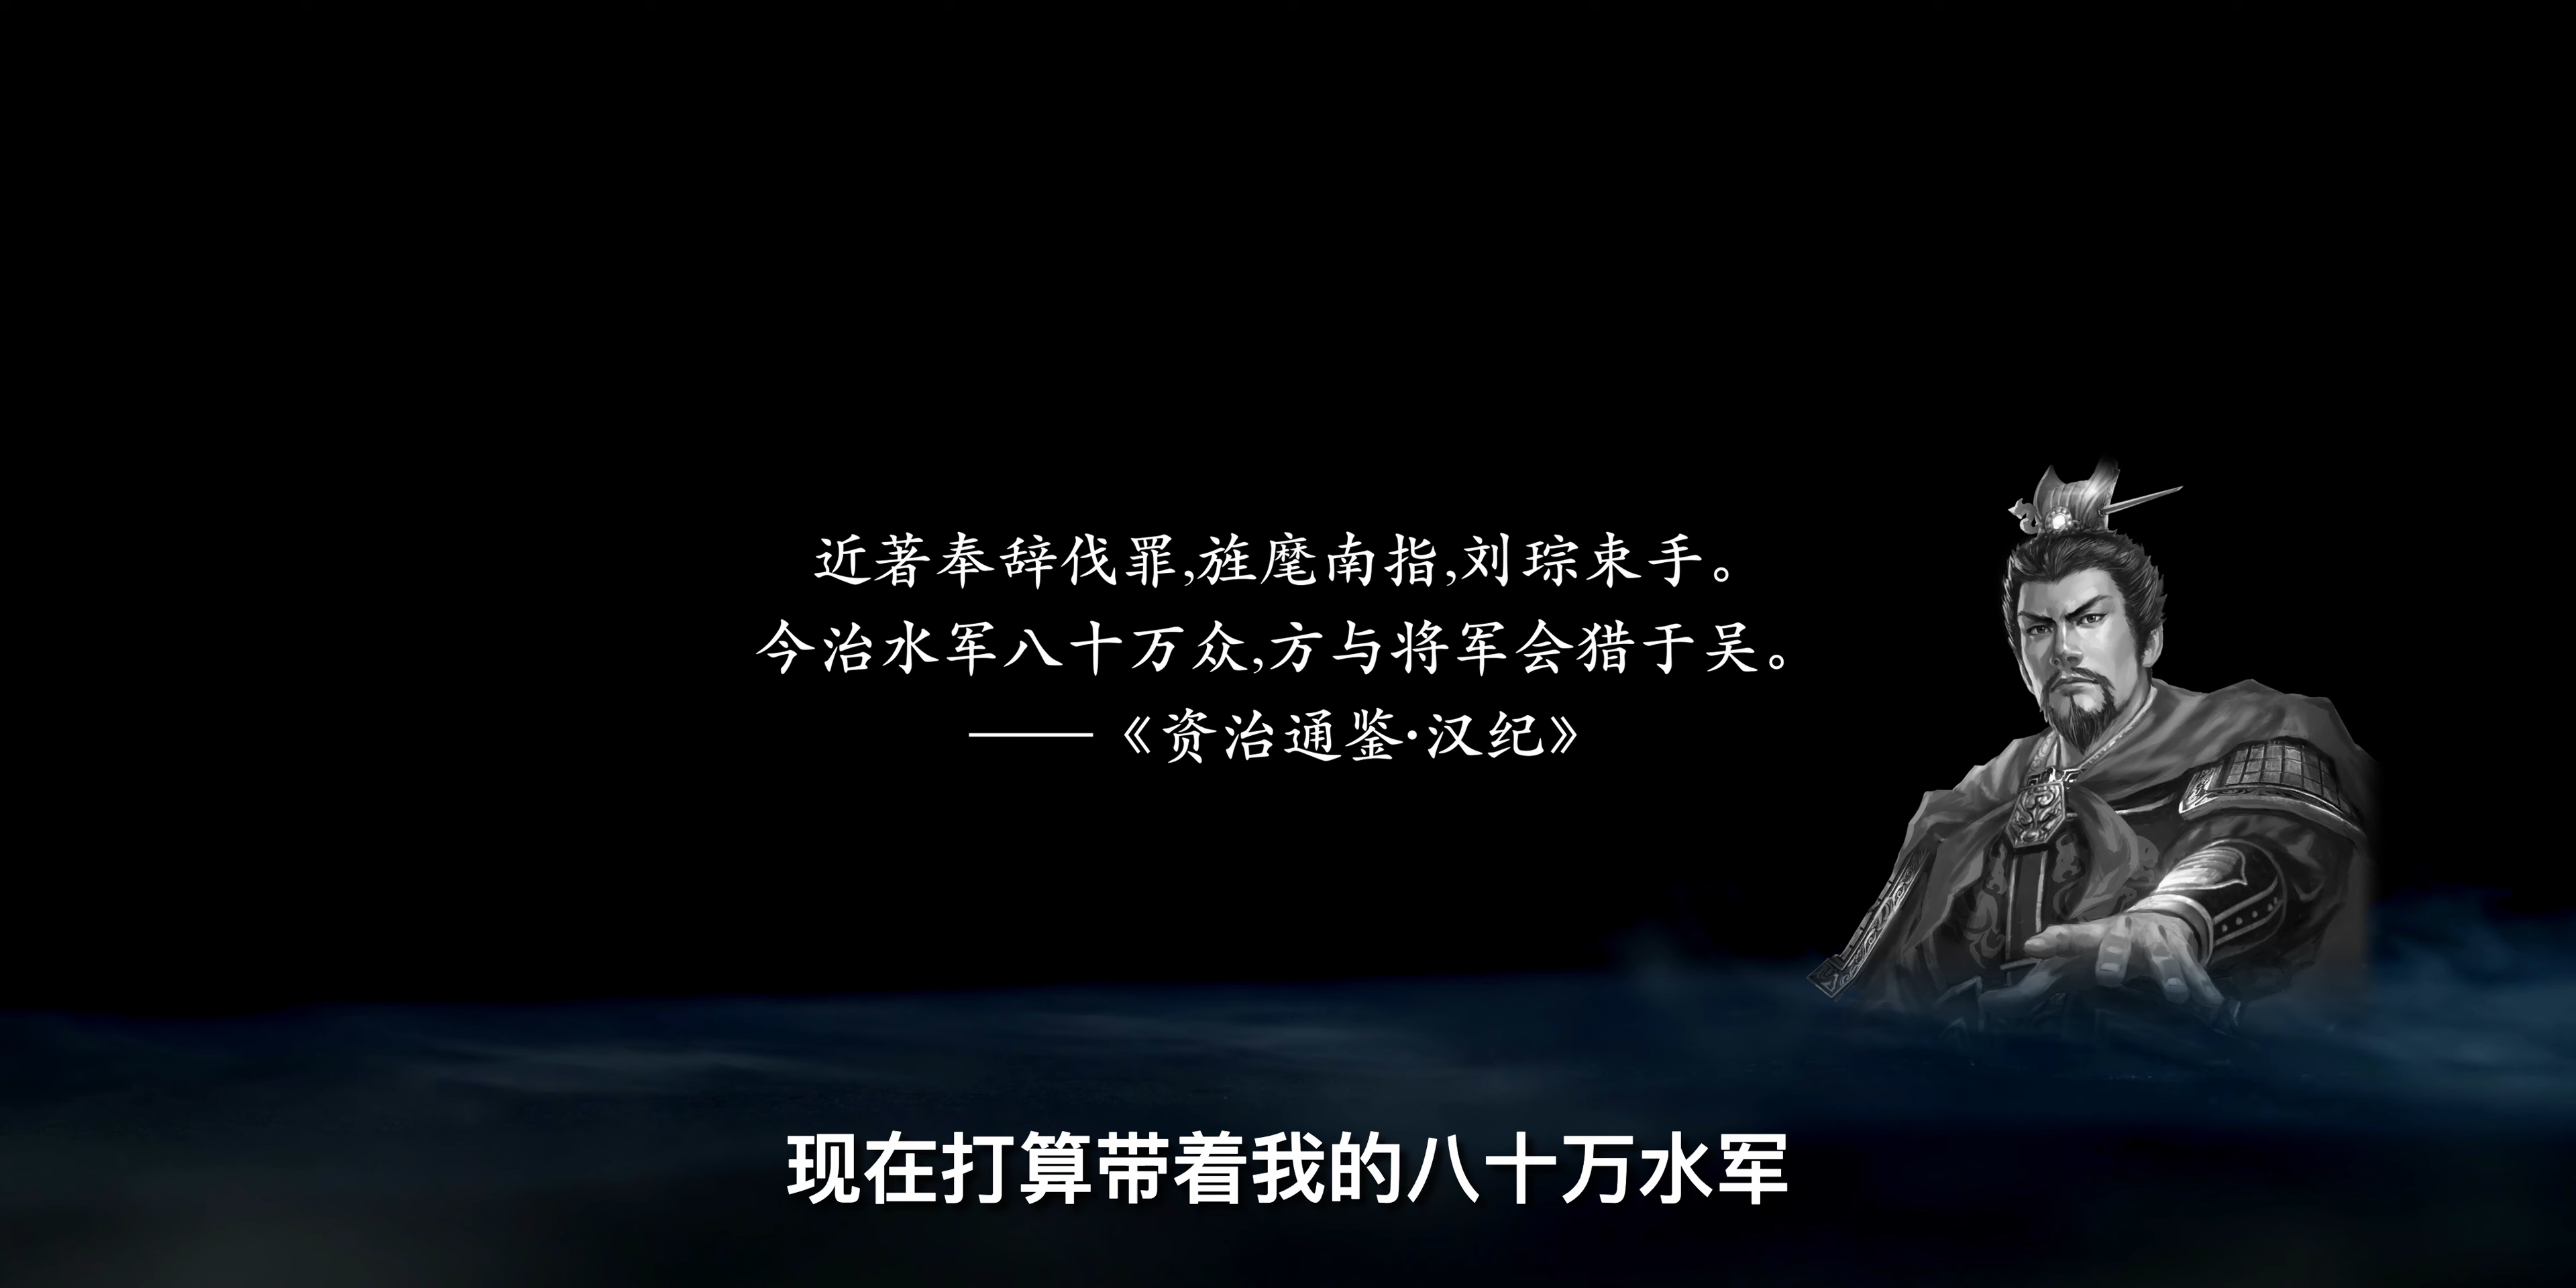 近著奉辞伐罪,旌麾南指,刘琮束手。
今治水军八十万众,方与将军会猎于吴。
——《资治通鉴·汉纪》
现在打算带着我的八十万水军